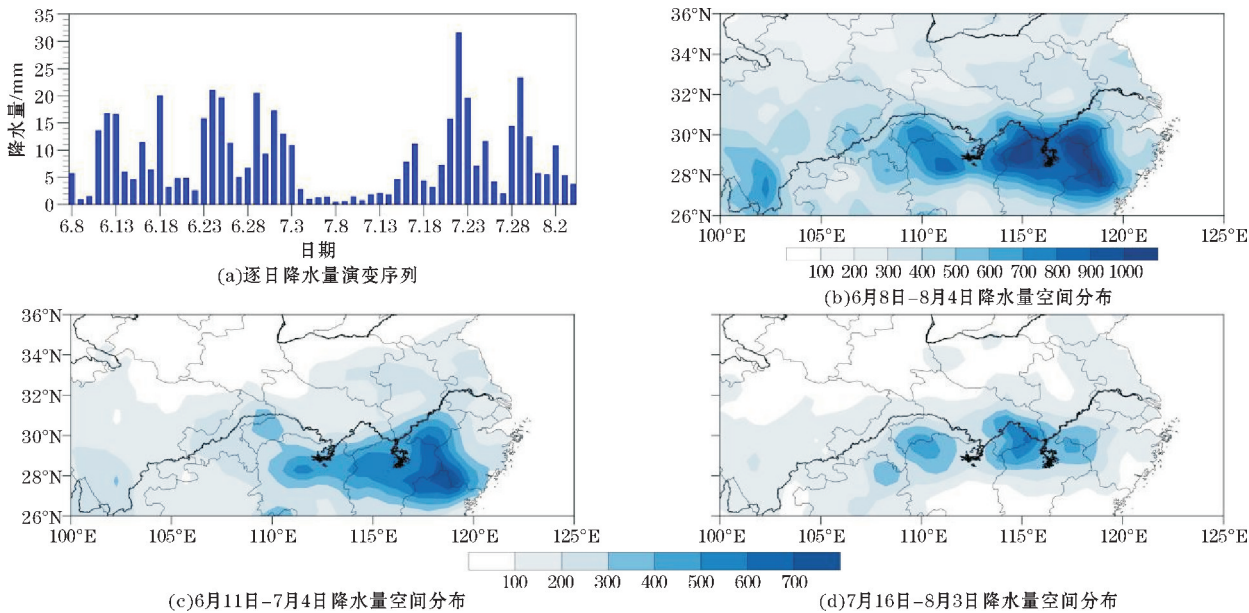 35
30
25
20
15
10
5
0
降水量/mm
6.8 6.13 6.18 6.23 6.28 7.3 7.8 7.13 7.18 7.23 7.28 8.2
日期
(a)逐日降水量演变序列
36°N
34°N
32°N
30°N
28°N
26°N
100°E 105°E 110°E 115°E 120°E 125°E
100 200 300 400 500 600 700 800 900 1000
(b)6月8日-8月4日降水量空间分布
36°N
34°N
32°N
30°N
28°N
26°N
100°E 105°E 110°E 115°E 120°E 125°E
100°E 105°E 110°E 115°E 120°E 125°E
100 200 300 400 500 600 700
(c)6月11日-7月4日降水量空间分布
(d)7月16日-8月3日降水量空间分布